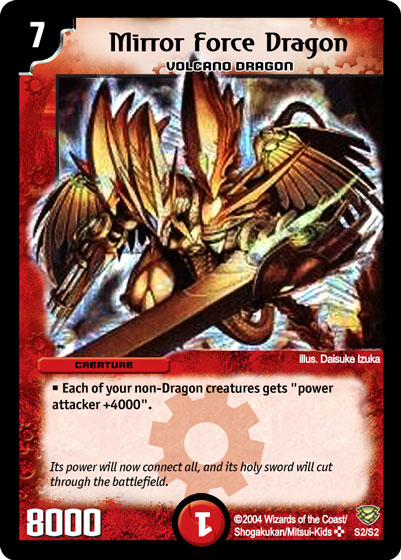 7
Mirror Force Dragon
VOLCANO DRAGON
illus. Daisuke Izuka
CREATURE
▪ Each of your non-Dragon creatures gets "power
attacker +4000".
Its power will now connect all, and its holy sword will cut
through the battlefield.
8000
1
©2004 Wizards of the Coast/
Shogakukan/Mitsui-Kids
S2/S2